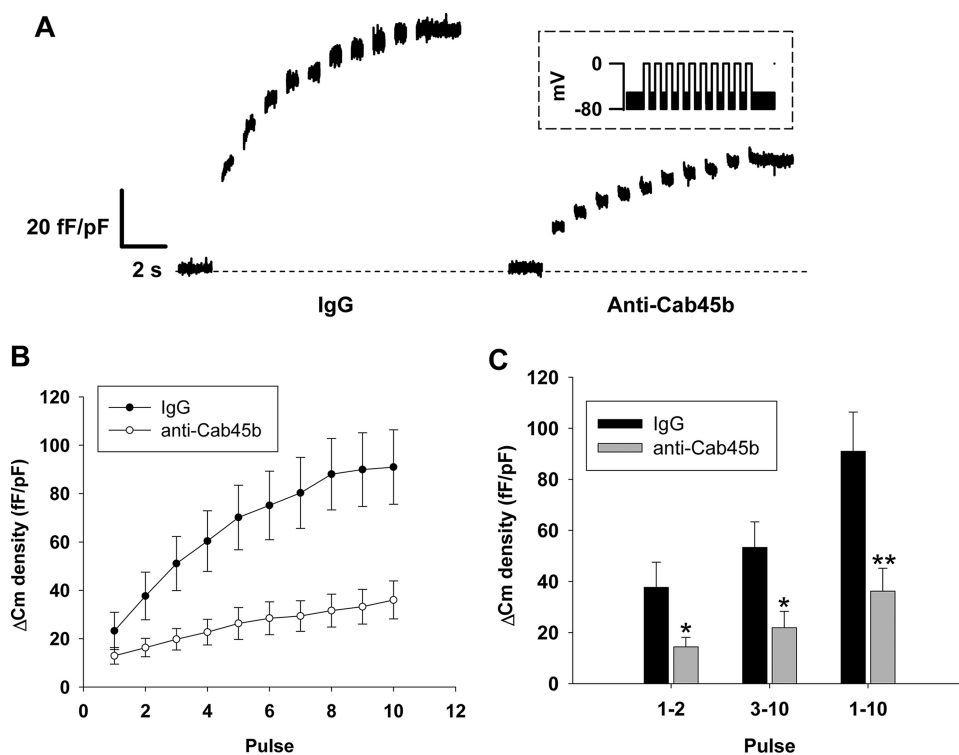 A
0
mV
-80
20 fF/pF
2 s
IgG
Anti-Cab45b
B
120
100
80
60
40
20
0
ΔCm density (fF/pF)
IgG
anti-Cab45b
0
2
4
6
8
10
12
Pulse
C
120
100
80
60
40
20
0
ΔCm density (fF/pF)
IgG
anti-Cab45b
*
*
**
1-2
3-10
1-10
Pulse